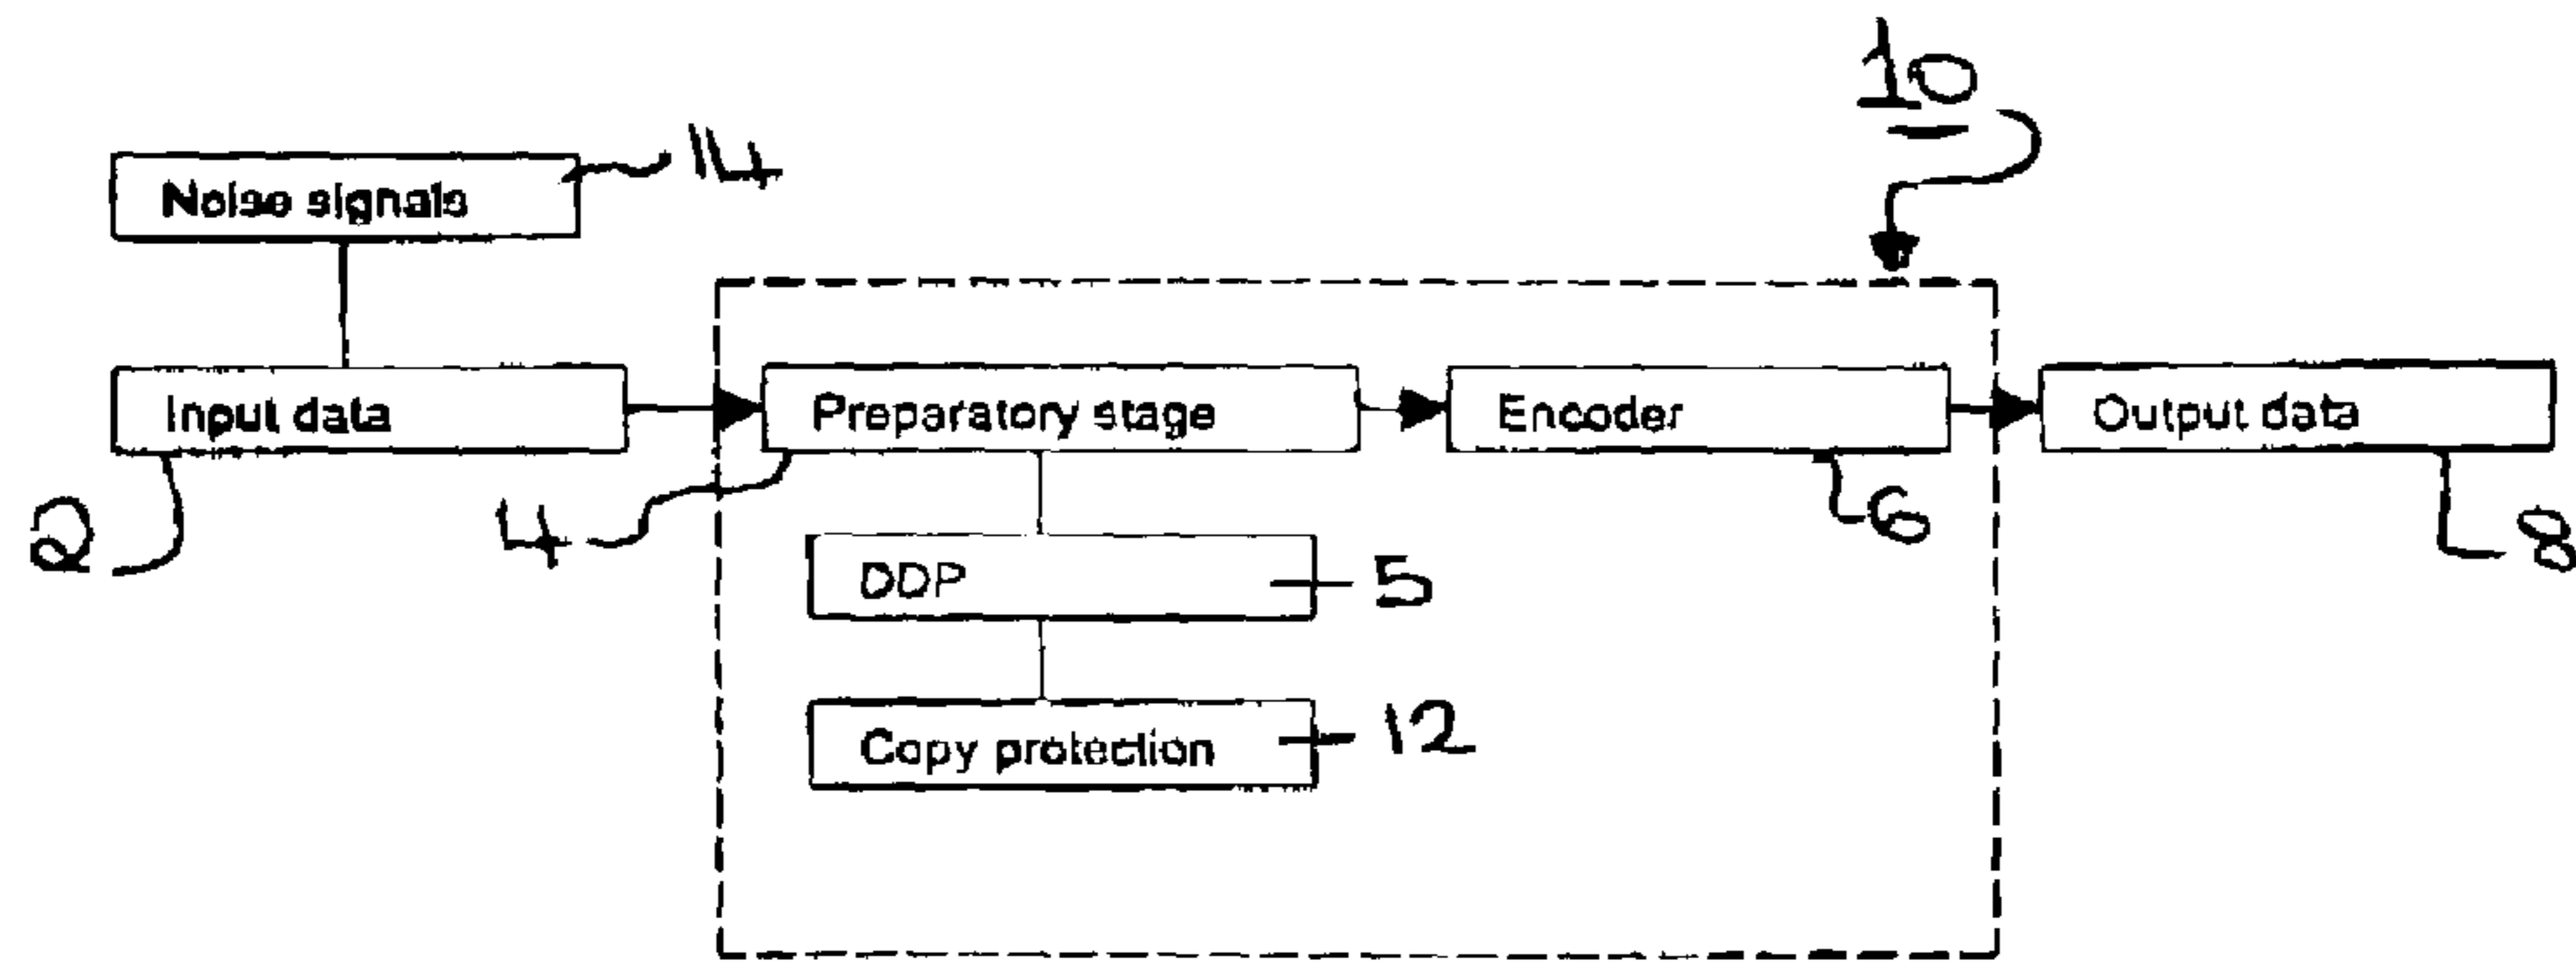 10
Noise signals
14
Input data
Preparatory stage
Encoder
Output data
2
4
6
8
DDP
5
Copy protection
12